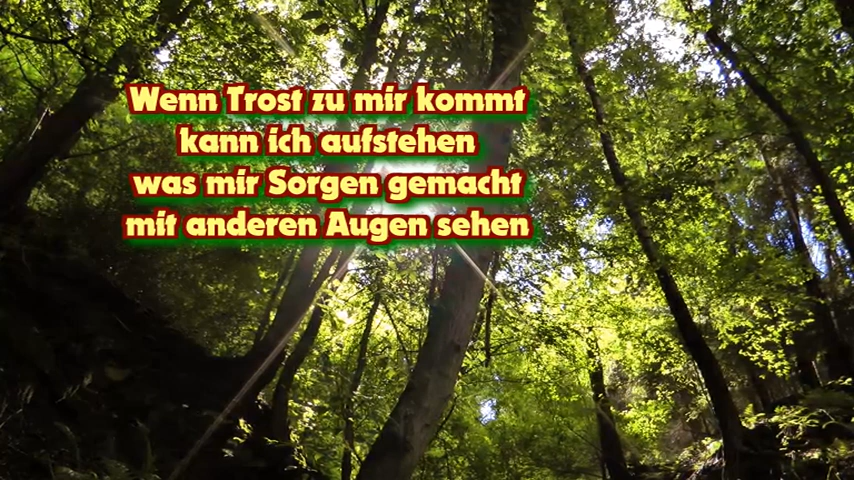 Wenn Trost zu mir kommt
kann ich aufstehen
was mir Sorgen gemacht
mit anderen Augen sehen